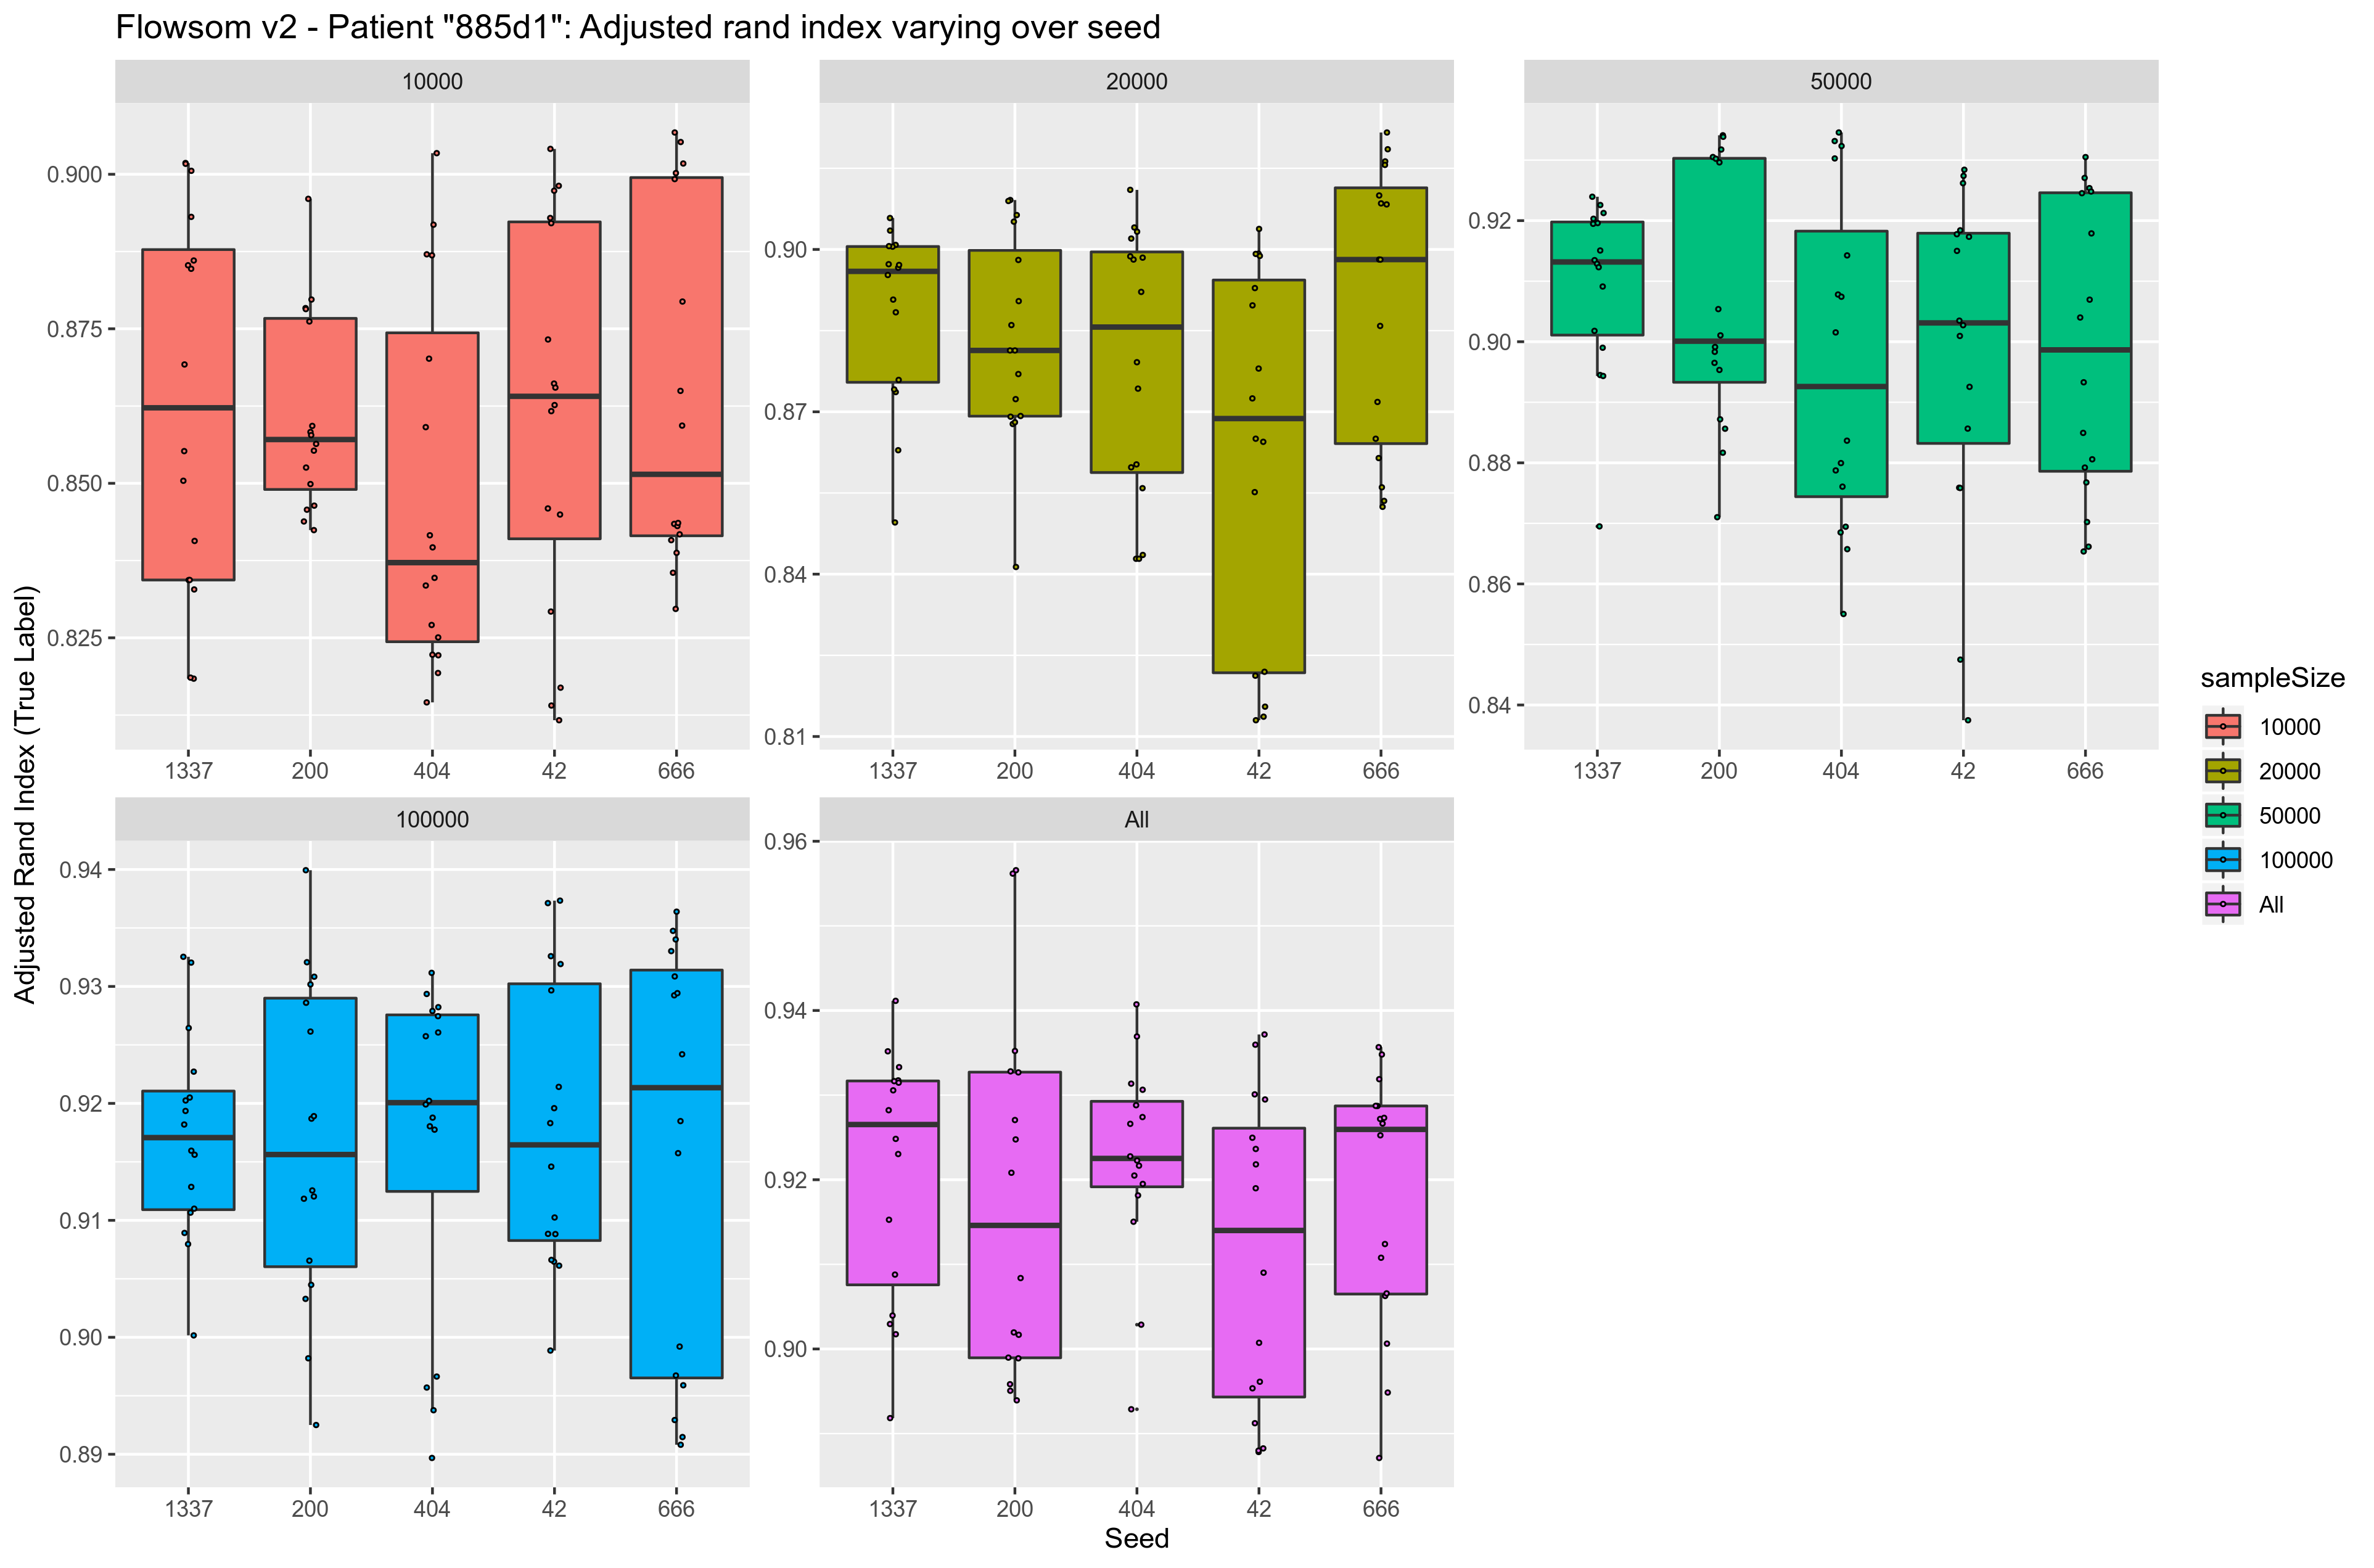 Flowsom v2 - Patient "885d1": Adjusted rand index varying over seed
10000
20000
50000
0.900
0.875
0.850
0.825
0.90
0.87
0.84
0.81
0.92
0.90
0.88
0.86
0.84
1337 200 404 42 666
1337 200 404 42 666
1337 200 404 42 666
100000
All
0.94
0.93
0.92
0.91
0.90
0.89
0.96
0.94
0.92
0.90
1337 200 404 42 666
1337 200 404 42 666
Seed
Adjusted Rand Index (True Label)
sampleSize
10000
20000
50000
100000
All